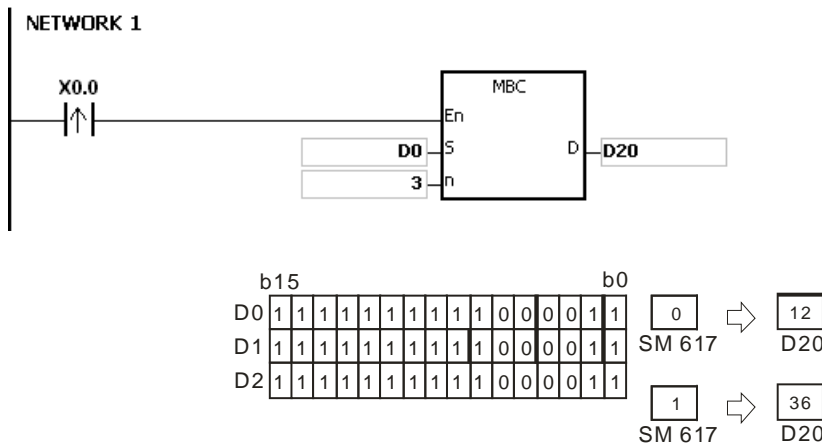 NETWORK 1
X0.0
MBC
En
D0 S D D20
3 n
b15 b0
D0 1 1 1 1 1 1 1 1 1 1 0 0 0 0 1 1 0 12
D1 1 1 1 1 1 1 1 1 1 1 0 0 0 0 1 1 SM 617 D20
D2 1 1 1 1 1 1 1 1 1 1 0 0 0 0 1 1
1 36
SM 617 D20